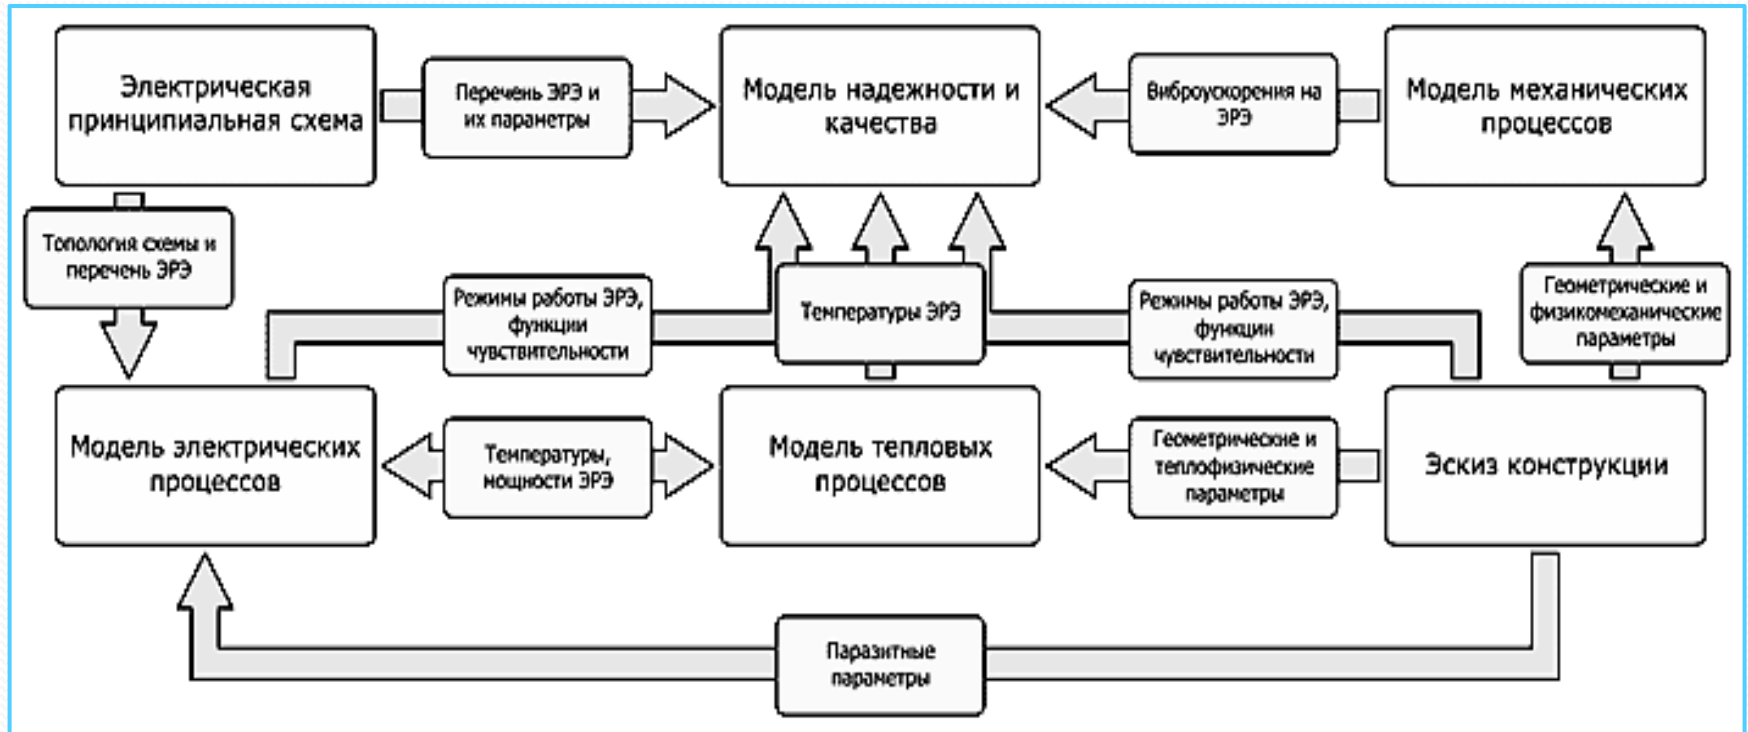 Электрическая
принципиальная схема
Перечень ЭРЭ и
их параметры
Модель надежности и
качества
Виброускорения на
ЭРЭ
Модель механических
процессов
Топология схемы и
перечень ЭРЭ
Режимы работы ЭРЭ,
функции
чувствительности
Температуры ЭРЭ
Режимы работы ЭРЭ,
функции
чувствительности
Геометрические и
физикомеханические
параметры
Модель электрических
процессов
Температуры,
мощности ЭРЭ
Модель тепловых
процессов
Геометрические и
теплофизические
параметры
Эскиз конструкции
Паразитные
параметры